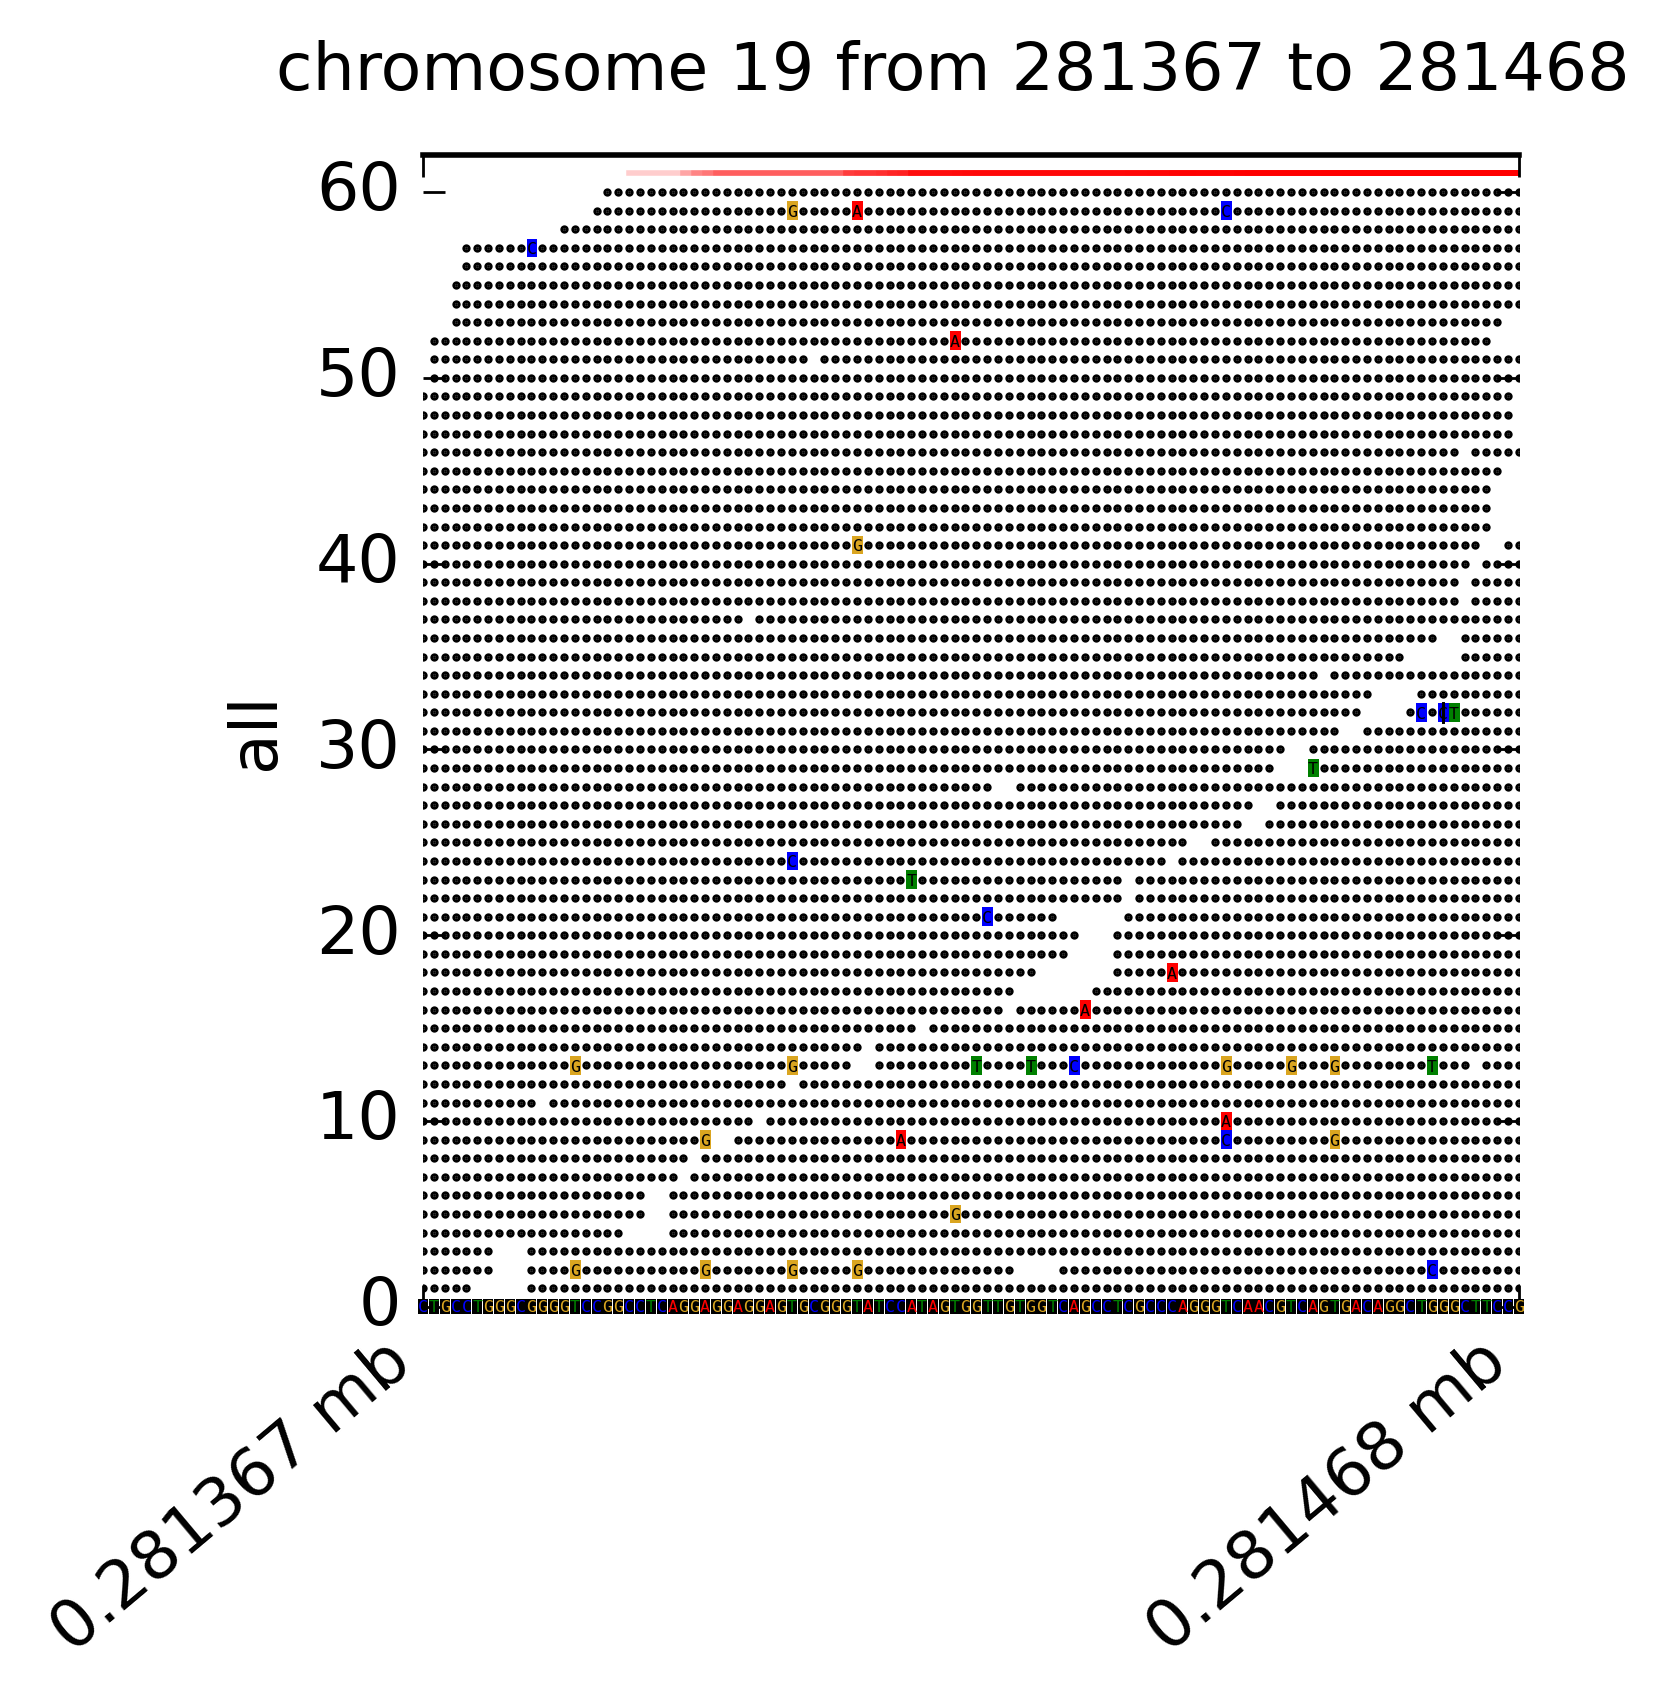 chromosome 19 from 281367 to 281468
60
G A C
C
A
50
G
40
all
30
C T
T
C
T
20
C
A
A
G G T T C G G G T
10
A
G A C G
G
G G G G C
0
CTGCCTGGGCGGGGTCCGGCCTCAGGAGGAGGAGTGCGGGTATCCATAGTGGTTGTGGTCAGCCTCGCCCAGGGTCAACGTCAGTGACAGGCTGGGCTTCCG
0.281367 mb
0.281468 mb